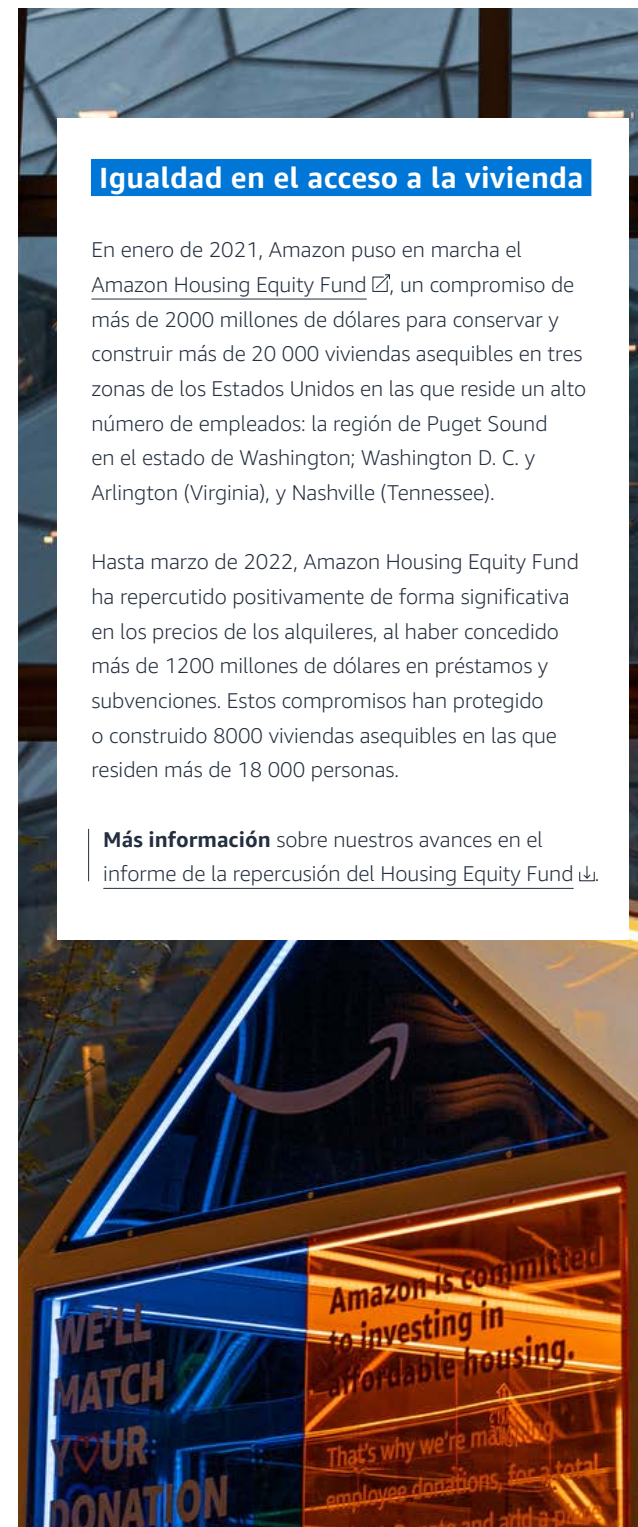 Igualdad en el acceso a la vivienda
En enero de 2021, Amazon puso en marcha el
Amazon Housing Equity Fund, un compromiso de
más de 2000 millones de dólares para conservar y
construir más de 20 000 viviendas asequibles en tres
zonas de los Estados Unidos en las que reside un alto
número de empleados: la región de Puget Sound
en el estado de Washington; Washington D. C. y
Arlington (Virginia), y Nashville (Tennessee).
Hasta marzo de 2022, Amazon Housing Equity Fund
ha repercutido positivamente de forma significativa
en los precios de los alquileres, al haber concedido
más de 1200 millones de dólares en préstamos y
subvenciones. Estos compromisos han protegido
o construido 8000 viviendas asequibles en las que
residen más de 18 000 personas.
Más información sobre nuestros avances en el
informe de la repercusión del Housing Equity Fund.
WE'LL
MATCH
YOUR
DONATION
Amazon is committed
to investing in
affordable housing.
That's why we're matching
employee donations, for a total
and add a